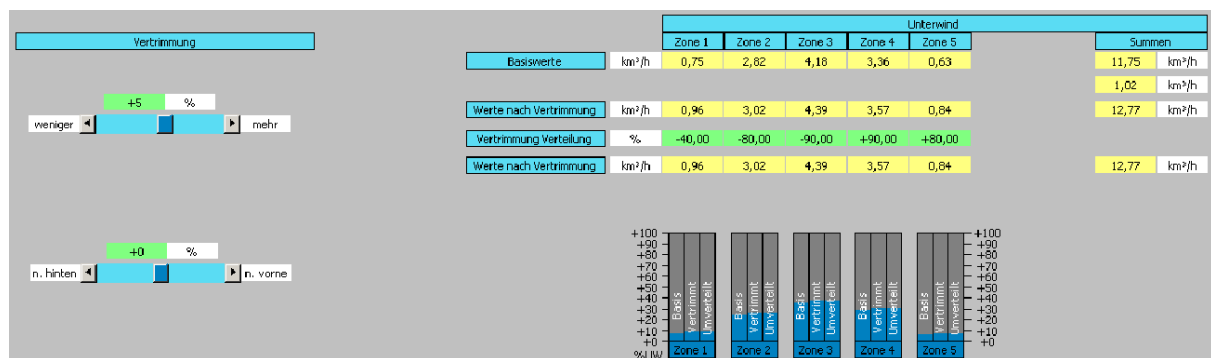 Unterwind
Vertrimmung Zone 1 Zone 2 Zone 3 Zone 4 Zone 5 Summen
Basiswerte km³/h 0,75 2,82 4,18 3,36 0,63 11,75 km³/h
1,02 km³/h
+5 % Werte nach Vertrimmung km³/h 0,96 3,02 4,39 3,57 0,84 12,77 km³/h
weniger mehr
Vertrimmung Verteilung % -40,00 -80,00 -90,00 +90,00 +80,00
Werte nach Vertrimmung km³/h 0,96 3,02 4,39 3,57 0,84 12,77 km³/h
+100 +100
+90 +90
+0 % +80 +80
+70 +70
n. hinten n. vorne +60 +60
+50 +50
+40 +40
+30 +30
+20 +20
+10 +10
+0 +0
Basis Vertrimmt Umverteilt Basis Vertrimmt Umverteilt Basis Vertrimmt Umverteilt Basis Vertrimmt Umverteilt Basis Vertrimmt Umverteilt
Zone 1 Zone 2 Zone 3 Zone 4 Zone 5